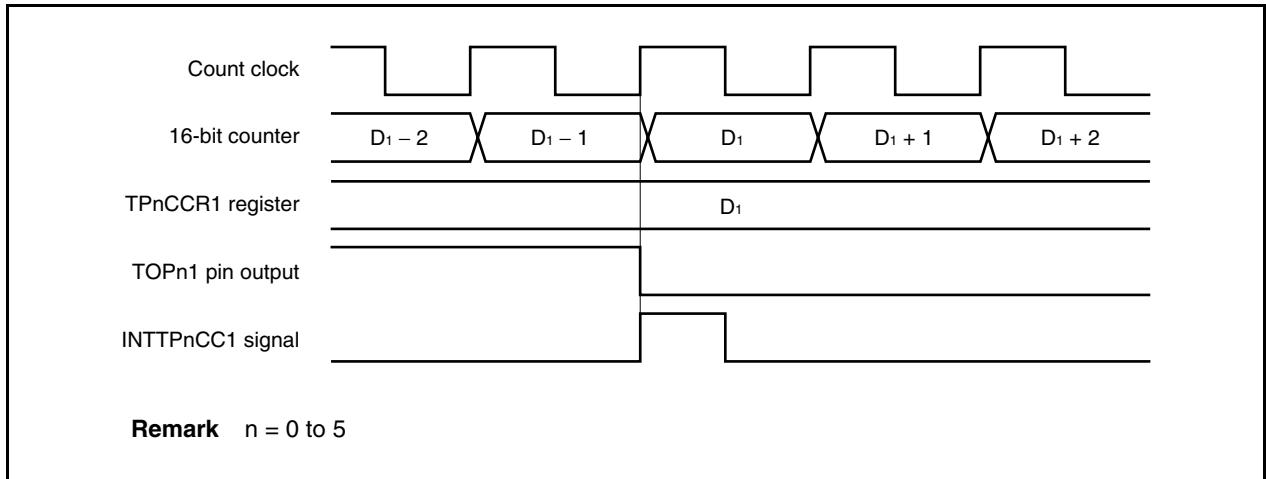 Count clock
16-bit counter D₁ − 2 D₁ − 1 D₁ D₁ + 1 D₁ + 2
TPnCCR1 register D₁
TOPn1 pin output
INTTPnCC1 signal
Remark n = 0 to 5